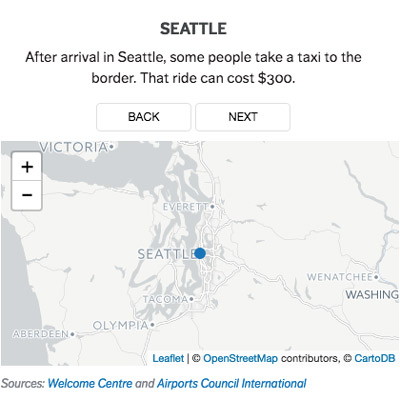 SEATTLE
After arrival in Seattle, some people take a taxi to the
border. That ride can cost $300.
BACK NEXT
VICTORIA
+
−
EVERETT
SEATTLE
WENATCHEE
WASHING
TACOMA
OLYMPIA
ABERDEEN
Leaflet | © OpenStreetMap contributors, © CartoDB
Sources: Welcome Centre and Airports Council International